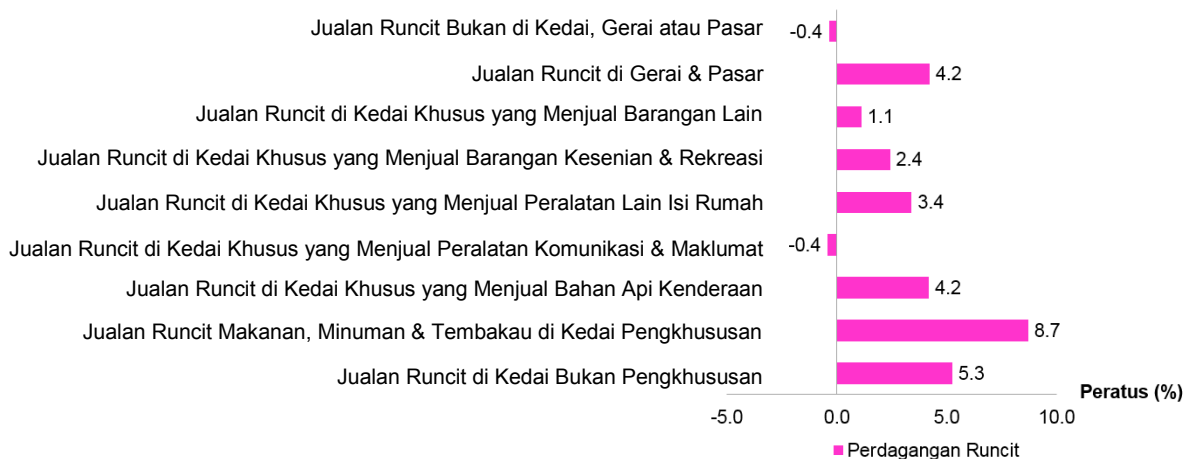 Jualan Runcit Bukan di Kedai, Gerai atau Pasar -0.4
Jualan Runcit di Gerai & Pasar 4.2
Jualan Runcit di Kedai Khusus yang Menjual Barangan Lain 1.1
Jualan Runcit di Kedai Khusus yang Menjual Barangan Kesenian & Rekreasi 2.4
Jualan Runcit di Kedai Khusus yang Menjual Peralatan Lain Isi Rumah 3.4
Jualan Runcit di Kedai Khusus yang Menjual Peralatan Komunikasi & Maklumat -0.4
Jualan Runcit di Kedai Khusus yang Menjual Bahan Api Kenderaan 4.2
Jualan Runcit Makanan, Minuman & Tembakau di Kedai Pengkhususan 8.7
Jualan Runcit di Kedai Bukan Pengkhususan 5.3
Peratus (%)
-5.0 0.0 5.0 10.0
Perdagangan Runcit